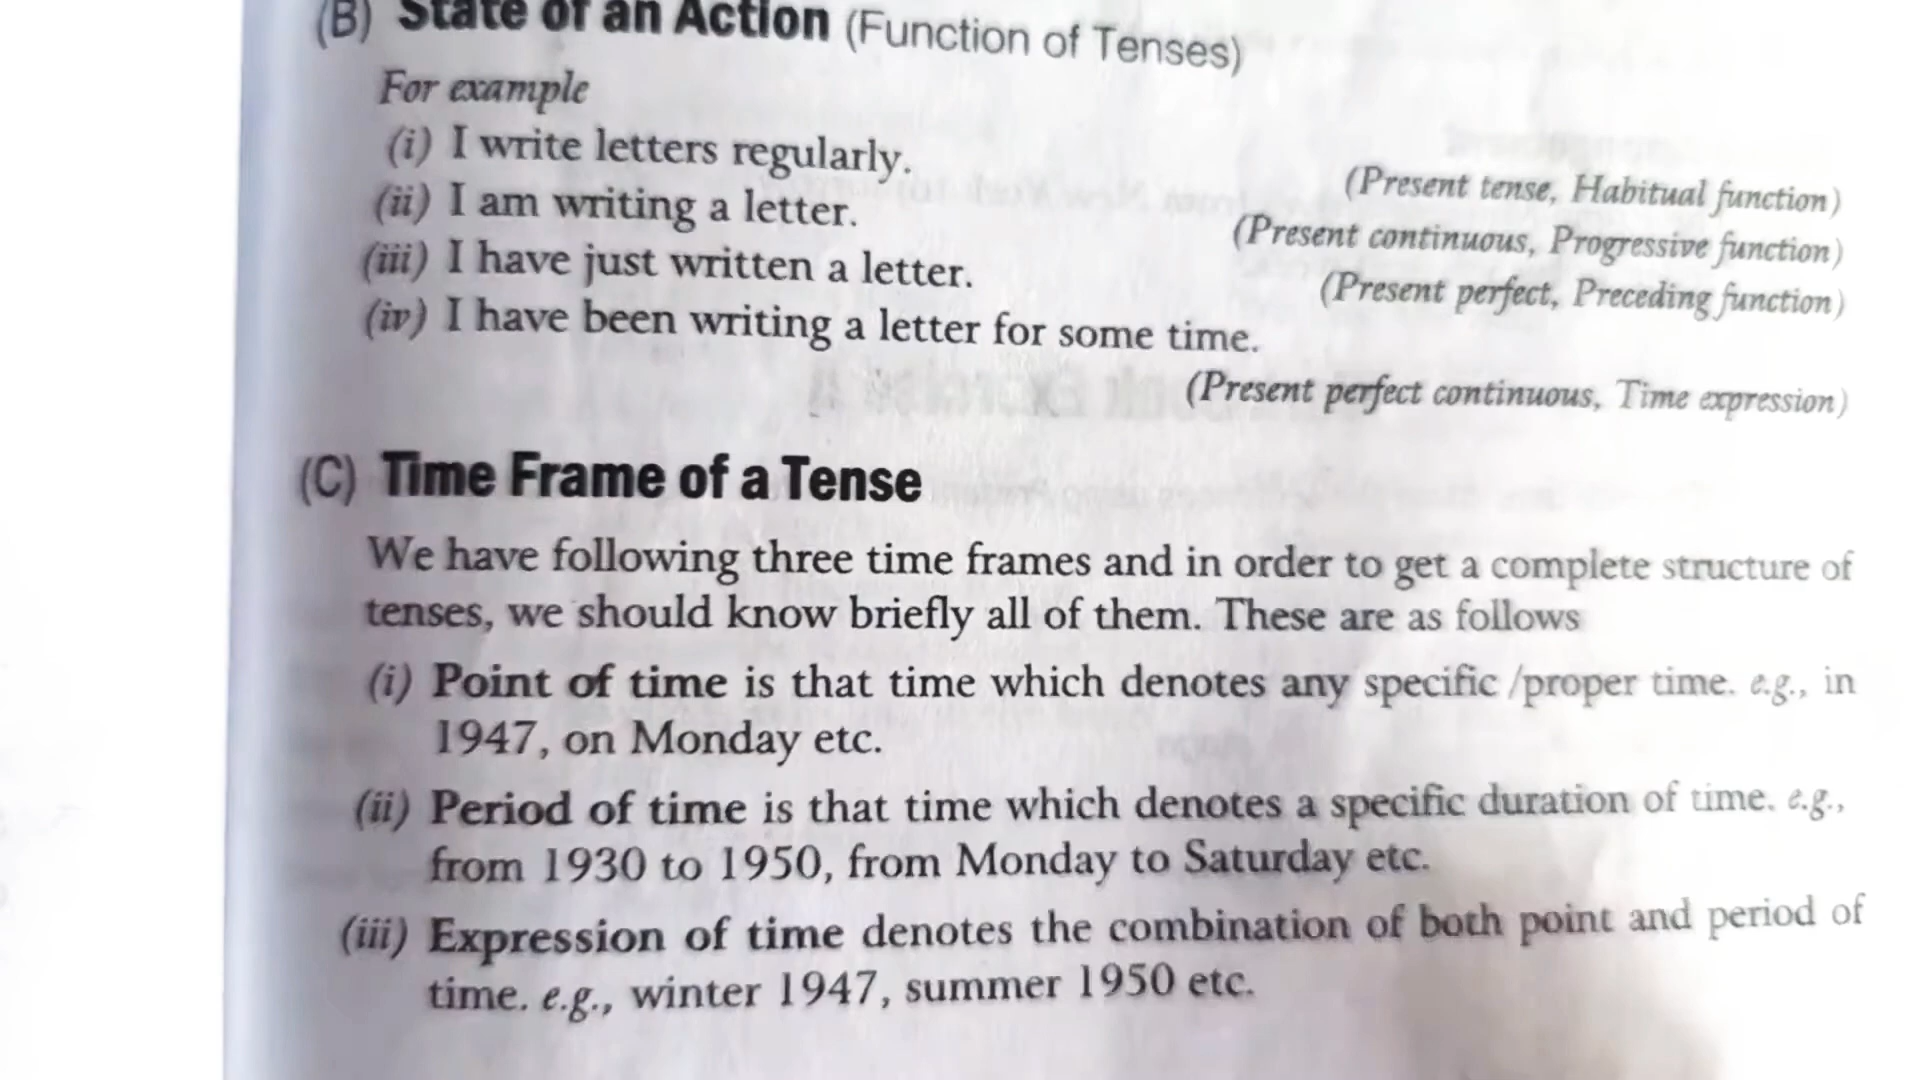 (B) State of an Action (Function of Tenses)
For example
(i) I write letters regularly.
(Present tense, Habitual function)
(ii) I am writing a letter.
(Present continuous, Progressive function)
(iii) I have just written a letter.
(Present perfect, Preceding function)
(iv) I have been writing a letter for some time.
(Present perfect continuous, Time expression)
(C) Time Frame of a Tense
We have following three time frames and in order to get a complete structure of
tenses, we should know briefly all of them. These are as follows
(i) Point of time is that time which denotes any specific /proper time. e.g., in
1947, on Monday etc.
(ii) Period of time is that time which denotes a specific duration of time. e.g.,
from 1930 to 1950, from Monday to Saturday etc.
(iii) Expression of time denotes the combination of both point and period of
time. e.g., winter 1947, summer 1950 etc.